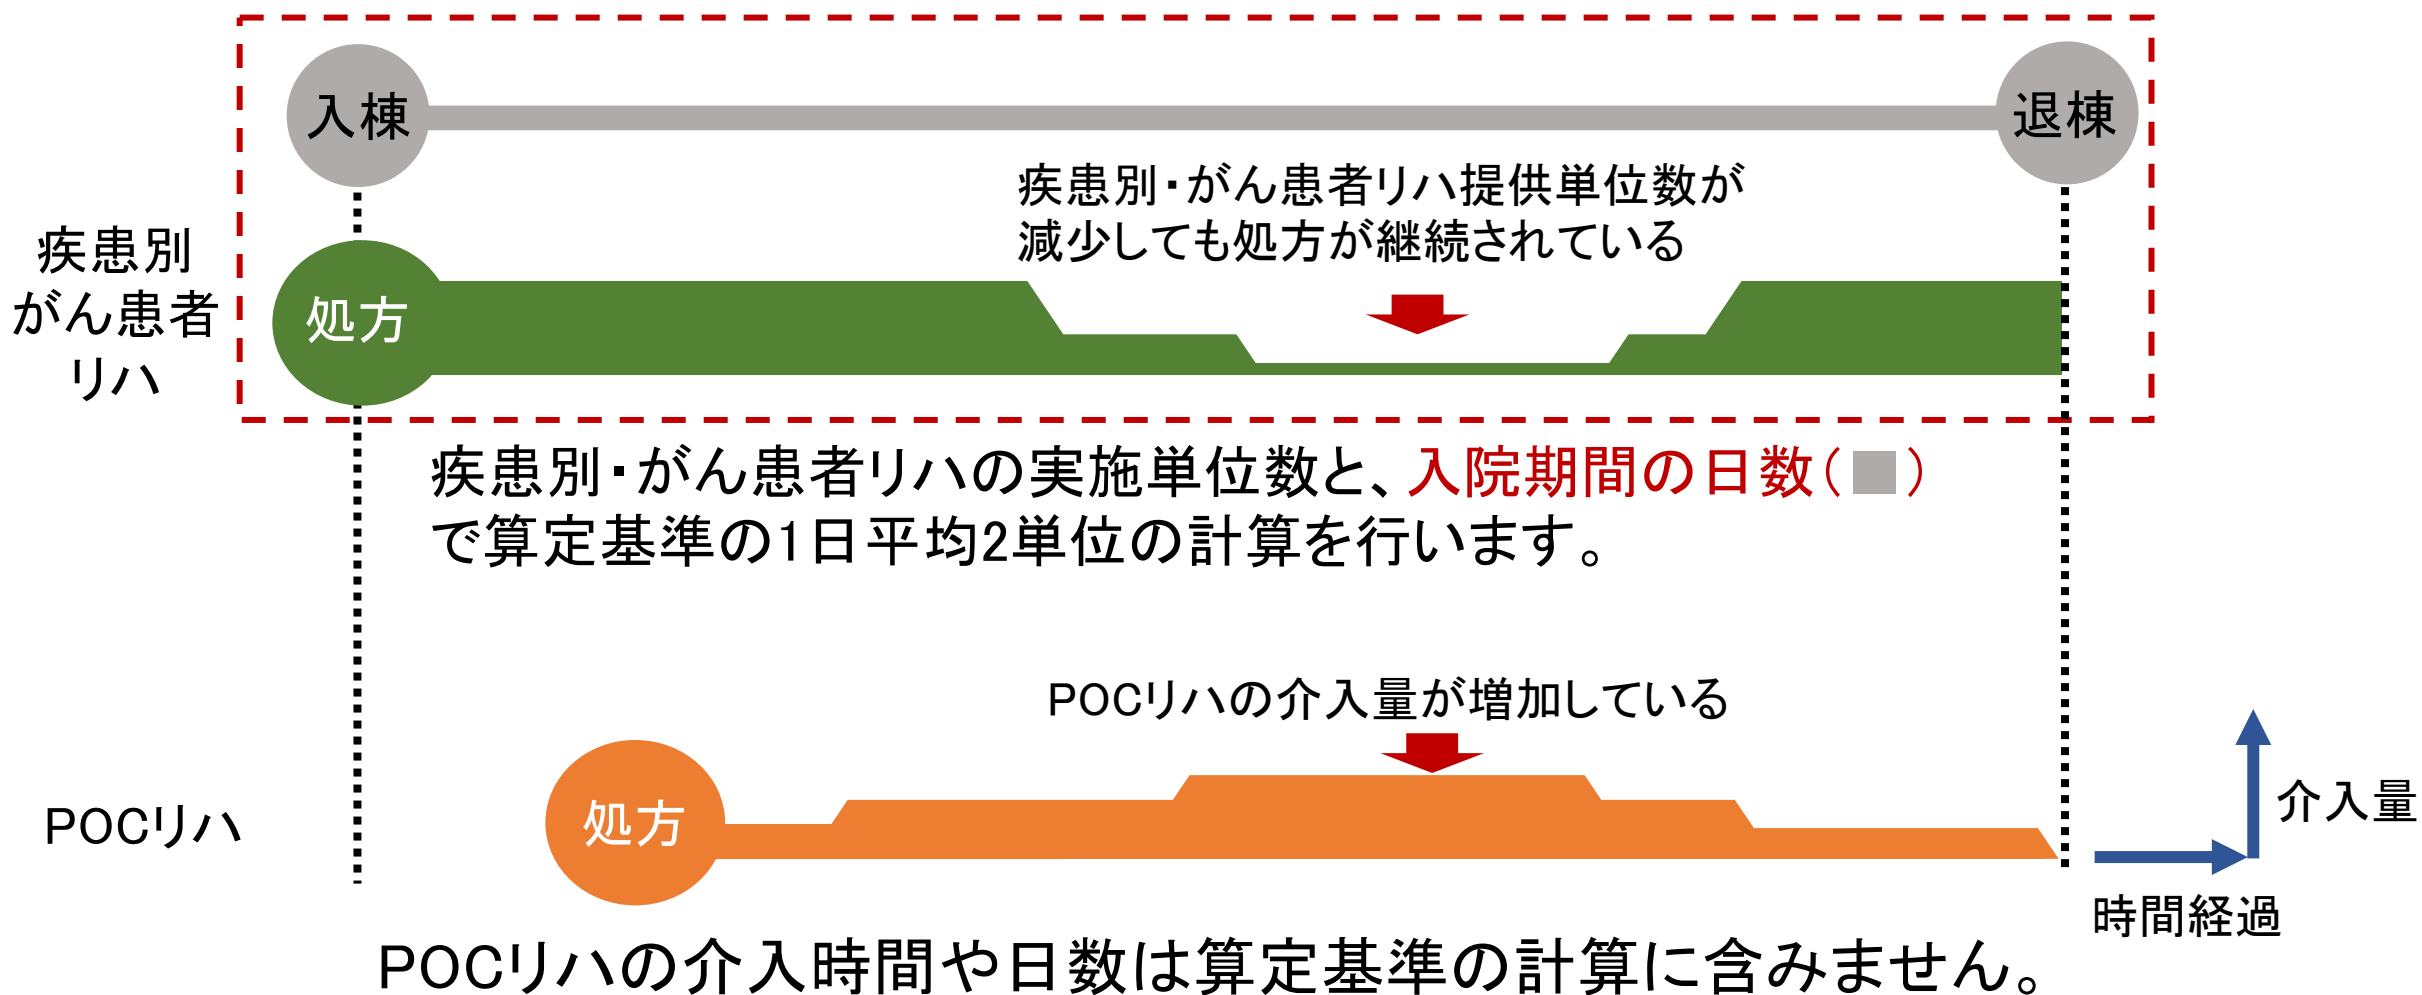 入棟
退棟
疾患別・がん患者リハ提供単位数が
減少しても処方が継続されている
疾患別
がん患者
リハ
処方
疾患別・がん患者リハの実施単位数と、入院期間の日数(■)
で算定基準の1日平均2単位の計算を行います。
POCリハの介入量が増加している
POCリハ
処方
介入量
時間経過
POCリハの介入時間や日数は算定基準の計算に含みません。